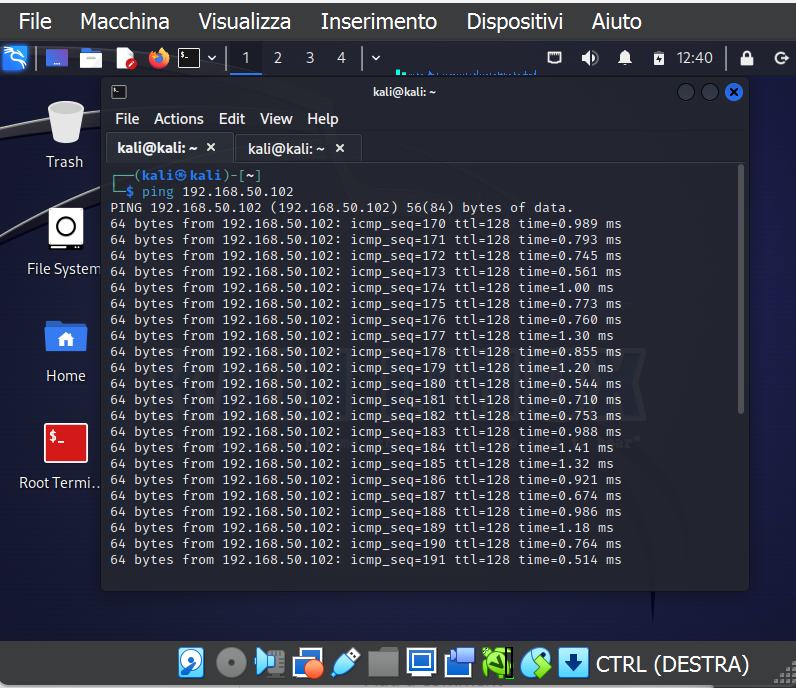 File Macchina Visualizza Inserimento Dispositivi Aiuto
1 2 3 4 12:40
kali@kali: ~
File Actions Edit View Help
kali@kali: ~ × kali@kali: ~ ×
Trash
File System
Home
Root Termi...
┌──(kali㉿kali)-[~]
└─$ ping 192.168.50.102
PING 192.168.50.102 (192.168.50.102) 56(84) bytes of data.
64 bytes from 192.168.50.102: icmp_seq=170 ttl=128 time=0.989 ms
64 bytes from 192.168.50.102: icmp_seq=171 ttl=128 time=0.793 ms
64 bytes from 192.168.50.102: icmp_seq=172 ttl=128 time=0.745 ms
64 bytes from 192.168.50.102: icmp_seq=173 ttl=128 time=0.561 ms
64 bytes from 192.168.50.102: icmp_seq=174 ttl=128 time=1.00 ms
64 bytes from 192.168.50.102: icmp_seq=175 ttl=128 time=0.773 ms
64 bytes from 192.168.50.102: icmp_seq=176 ttl=128 time=0.760 ms
64 bytes from 192.168.50.102: icmp_seq=177 ttl=128 time=1.30 ms
64 bytes from 192.168.50.102: icmp_seq=178 ttl=128 time=0.855 ms
64 bytes from 192.168.50.102: icmp_seq=179 ttl=128 time=1.20 ms
64 bytes from 192.168.50.102: icmp_seq=180 ttl=128 time=0.544 ms
64 bytes from 192.168.50.102: icmp_seq=181 ttl=128 time=0.710 ms
64 bytes from 192.168.50.102: icmp_seq=182 ttl=128 time=0.753 ms
64 bytes from 192.168.50.102: icmp_seq=183 ttl=128 time=0.988 ms
64 bytes from 192.168.50.102: icmp_seq=184 ttl=128 time=1.41 ms
64 bytes from 192.168.50.102: icmp_seq=185 ttl=128 time=1.32 ms
64 bytes from 192.168.50.102: icmp_seq=186 ttl=128 time=0.921 ms
64 bytes from 192.168.50.102: icmp_seq=187 ttl=128 time=0.674 ms
64 bytes from 192.168.50.102: icmp_seq=188 ttl=128 time=0.986 ms
64 bytes from 192.168.50.102: icmp_seq=189 ttl=128 time=1.18 ms
64 bytes from 192.168.50.102: icmp_seq=190 ttl=128 time=0.764 ms
64 bytes from 192.168.50.102: icmp_seq=191 ttl=128 time=0.514 ms
CTRL (DESTRA)